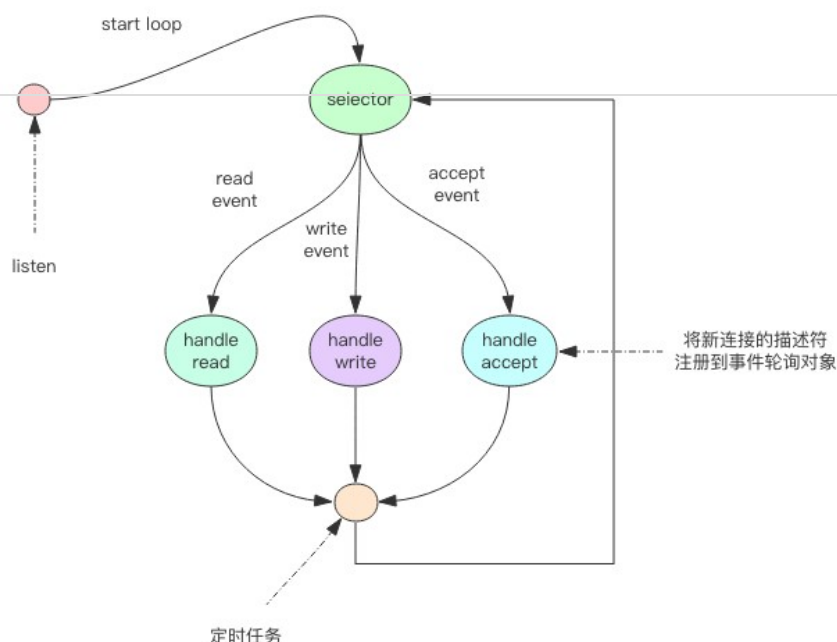 start loop
selector
read
event
accept
event
write
event
listen
handle
read
handle
write
handle
accept
将新连接的描述符
注册到事件轮询对象
定时任务